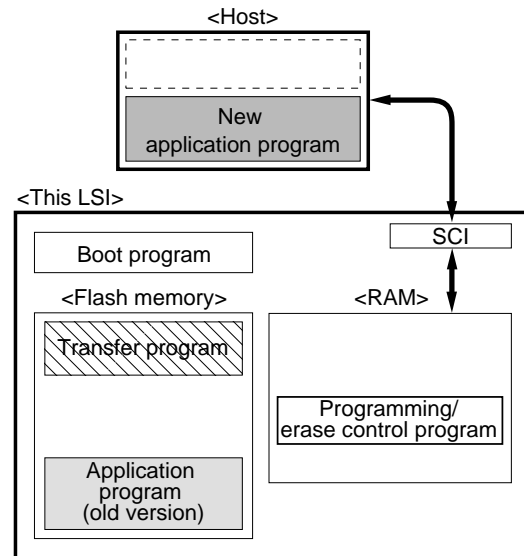 <Host>
New
application program
<This LSI>
SCI
Boot program
<Flash memory>
<RAM>
Transfer program
Programming/
erase control program
Application
program
(old version)